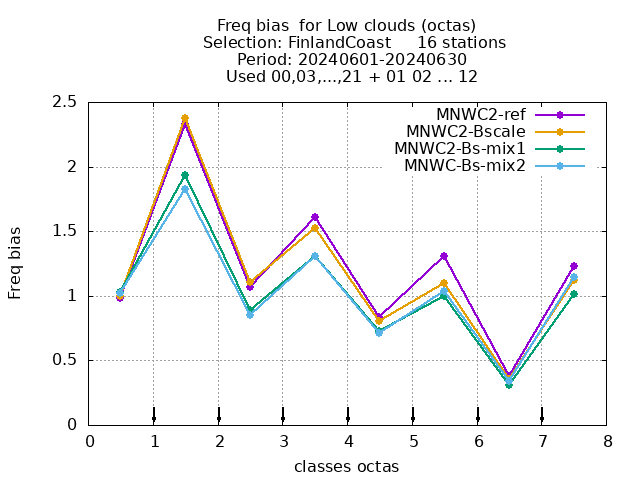 Freq bias  for Low clouds (octas)
Selection: FinlandCoast     16 stations
Period: 20240601-20240630
Used 00,03,...,21 + 01 02 ... 12
MNWC2-ref
MNWC2-Bscale
MNWC2-Bs-mix1
MNWC-Bs-mix2
Freq bias
2.5
2
1.5
1
0.5
0
0 1 2 3 4 5 6 7 8
classes octas